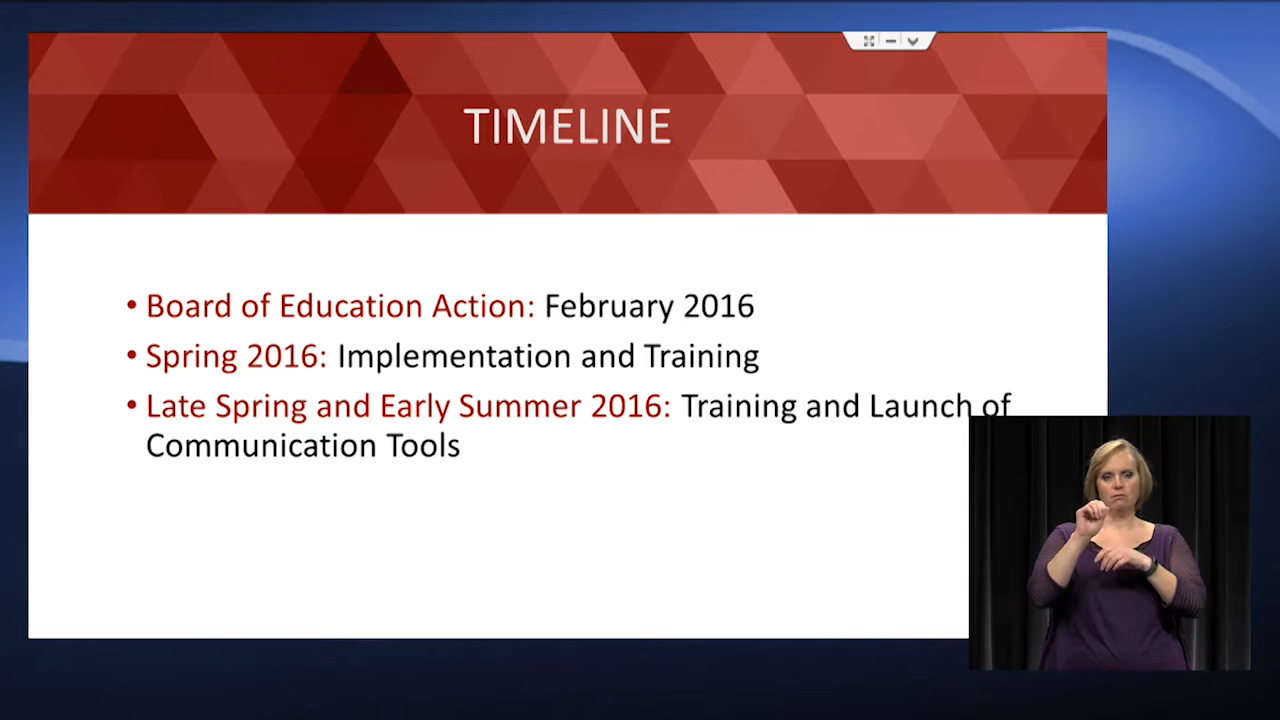 TIMELINE
• Board of Education Action: February 2016
• Spring 2016: Implementation and Training
• Late Spring and Early Summer 2016: Training and Launch of
Communication Tools